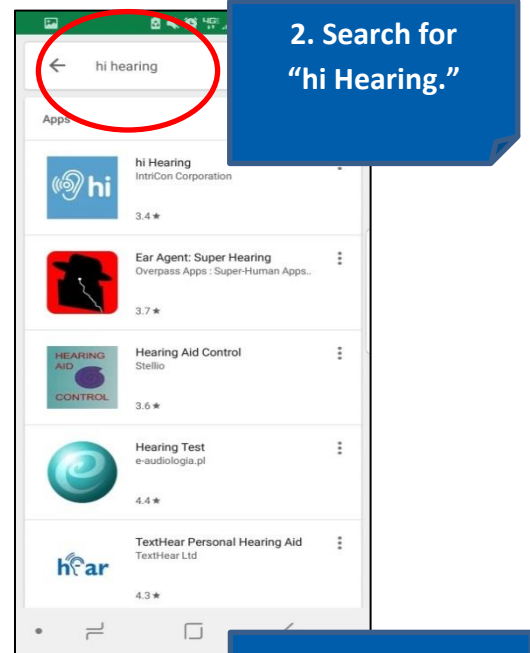 4G
2. Search for
“hi Hearing.”
hi hearing
Apps
hi
hi Hearing
IntriCon Corporation
3.4★
Ear Agent: Super Hearing
Overpass Apps : Super-Human Apps..
3.7★
HEARING
AID
CONTROL
Hearing Aid Control
Stellio
3.6★
Hearing Test
e-audiologia.pl
4.4★
hear
TextHear Personal Hearing Aid
TextHear Ltd
4.3★